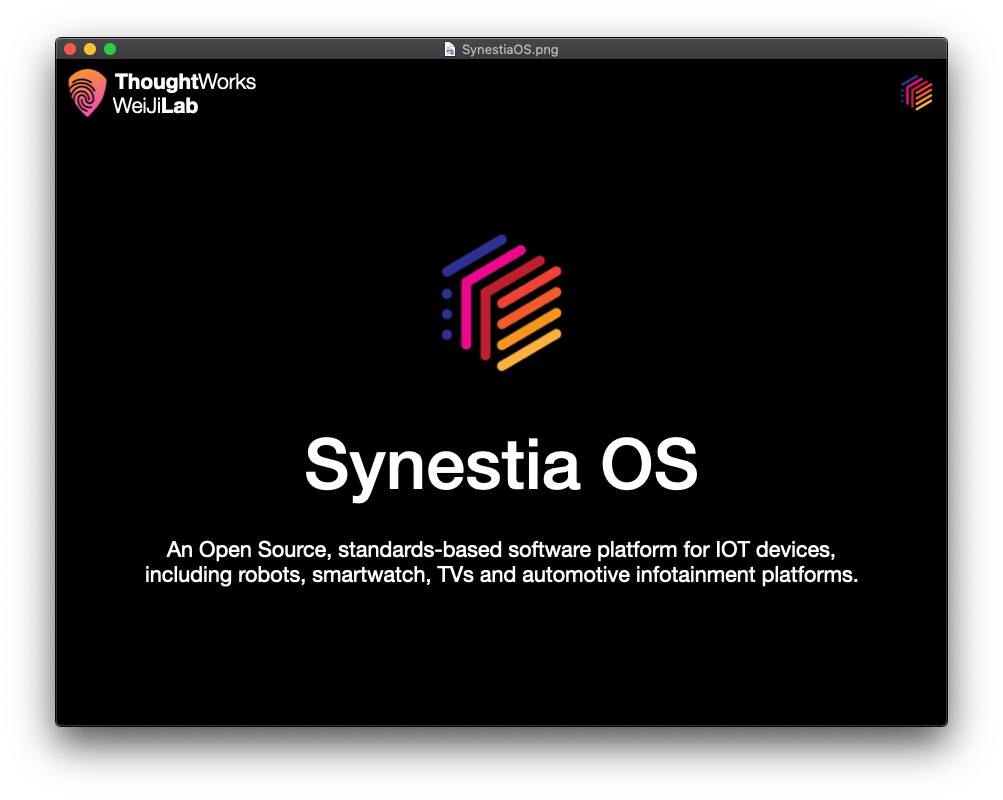 SynestiaOS.png
ThoughtWorks
WeiJiLab
Synestia OS
An Open Source, standards-based software platform for IOT devices,
including robots, smartwatch, TVs and automotive infotainment platforms.